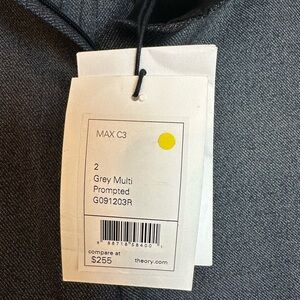 MAX C3
2
Grey Multi
Prompted
G091203R
compare at
$255
theory.com